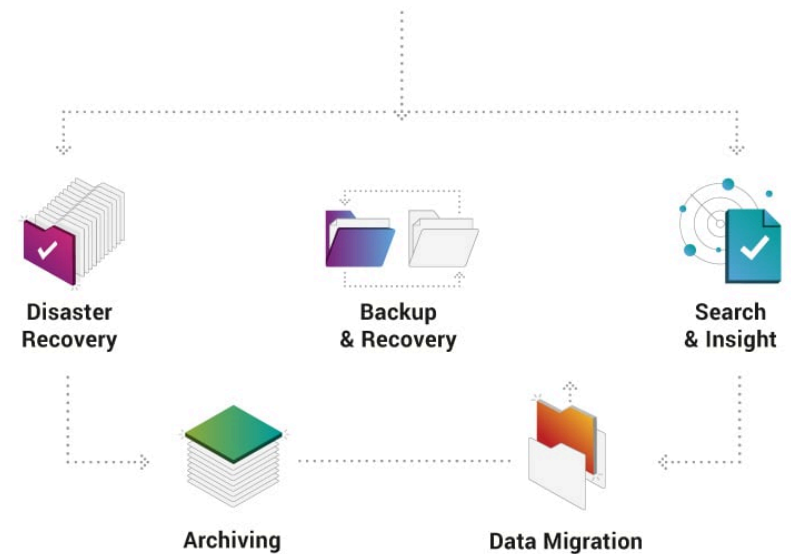 Disaster
Recovery
Backup
& Recovery
Search
& Insight
Archiving
Data Migration